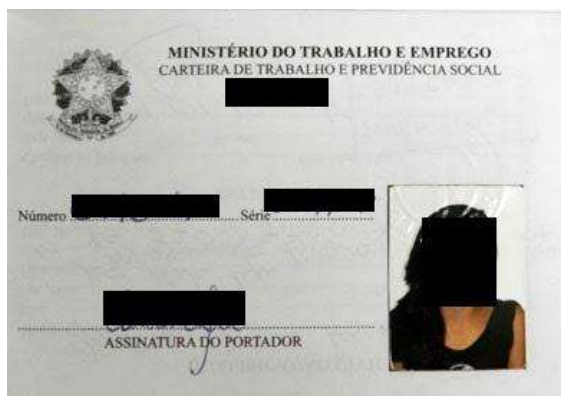 MINISTÉRIO DO TRABALHO E EMPREGO
CARTEIRA DE TRABALHO E PREVIDÊNCIA SOCIAL
Número Série
ASSINATURA DO PORTADOR